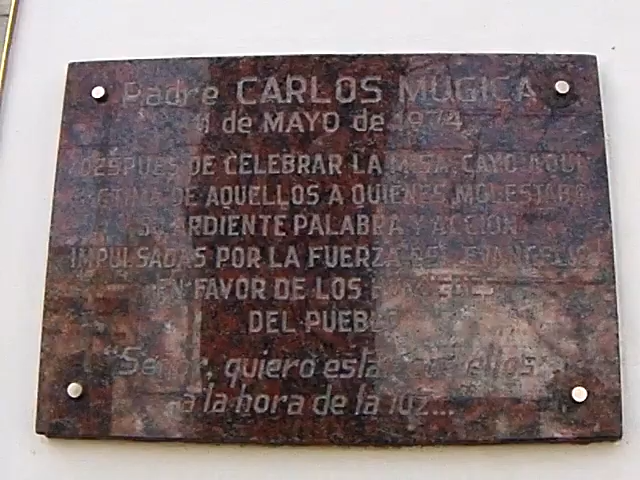 Padre CARLOS MUGICA
11 de MAYO de 1974
DESPUES DE CELEBRAR LA MISA, CAYO AQUI
VICTIMA DE AQUELLOS A QUIENES MOLESTABA
SU ARDIENTE PALABRA Y ACCION
IMPULSADAS POR LA FUERZA DEL EVANGELIO
EN FAVOR DE LOS
DEL PUEBLO
"Señor, quiero estar con ellos
a la hora de la luz...